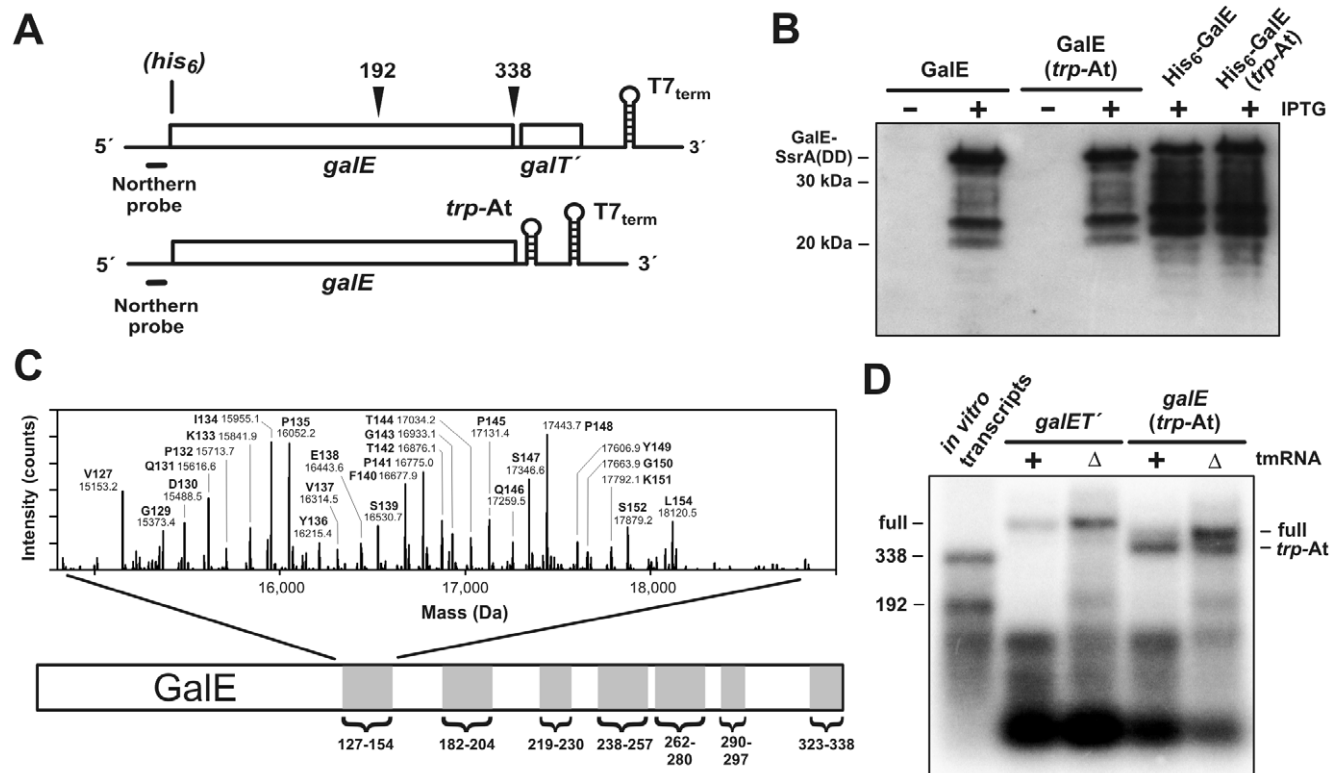 A
(his6)
192
338
T7term
5´
3´
galE
galT´
Northern
probe
trp-At
T7term
5´
3´
galE
Northern
probe
B
GalE
GalE
(trp-At)
His6-GalE
His6-GalE
(trp-At)
– + – + + + IPTG
GalE-
SsrA(DD) –
30 kDa –
20 kDa –
C
Intensity (counts)
V127
15153.2
G129
15373.4
D130
15488.5
Q131 15616.6
P132 15713.7
K133 15841.9
I134 15955.1
P135
16052.2
Y136
16215.4
V137
16314.5
E138
16443.6
S139
16530.7
F140 16677.9
P141 16775.0
T142 16876.1
G143 16933.1
T144 17034.2
P145
17131.4
Q146
17259.5
S147
17346.6
17443.7 P148
17606.9 Y149
17663.9 G150
17792.1 K151
S152
17879.2
L154
18120.5
16,000
17,000
18,000
Mass (Da)
GalE
127-154
182-204
219-230
238-257
262-
280
290-
297
323-338
D
in vitro
transcripts
galET´
galE
(trp-At)
+ Δ + Δ tmRNA
full –
338 –
192 –
– full
– trp-At